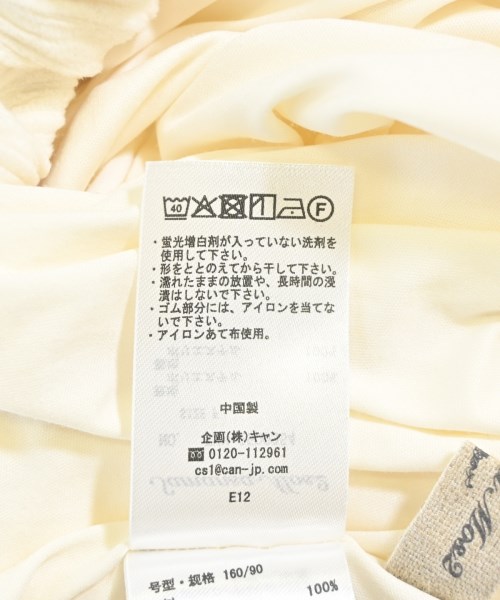 40 F
・蛍光増白剤が入っていない洗剤を
使用して下さい。
・形をととのえてから干して下さい。
・濡れたままの放置や、長時間の浸
漬はしないで下さい。
・ゴム部分には、アイロンを当てな
いで下さい。
・アイロンあて布使用。
中国製
企画(株)キャン
0120-112961
cs1@can-jp.com
E12
号型・规格 160/90
100%